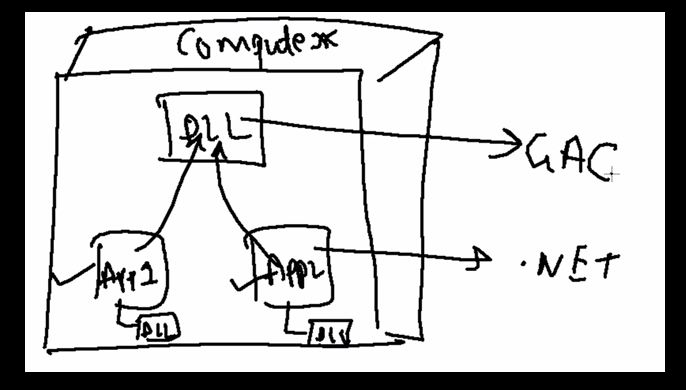 Computer
DLL
GAC
App1
App2
.NET
DLL
DLL